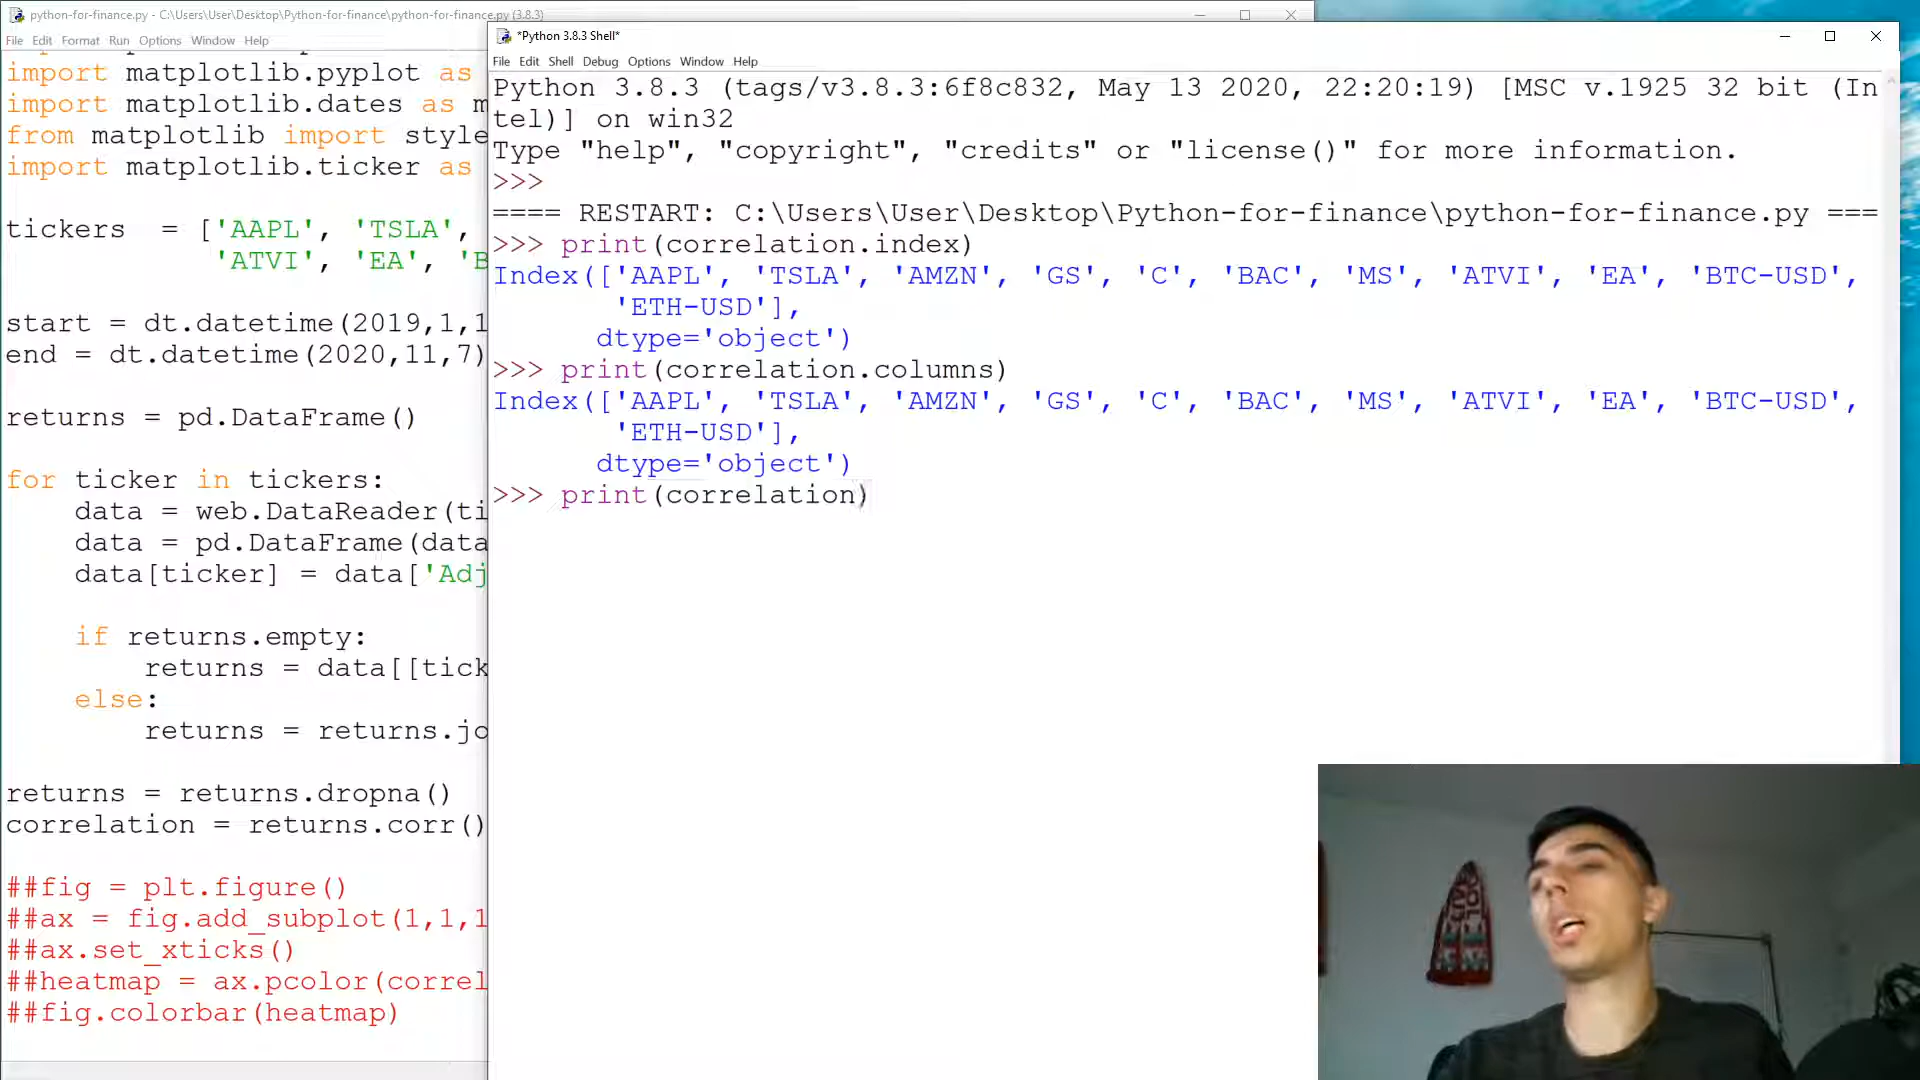 python-for-finance.py - C:\Users\User\Desktop\Python-for-finance\python-for-finance.py (3.8.3)
File Edit Format Run Options Window Help
import matplotlib.pyplot as
import matplotlib.dates as m
from matplotlib import style
import matplotlib.ticker as
tickers  = ['AAPL', 'TSLA',
'ATVI', 'EA', 'B
start = dt.datetime(2019,1,1
end = dt.datetime(2020,11,7)
returns = pd.DataFrame()
for ticker in tickers:
data = web.DataReader(ti
data = pd.DataFrame(data
data[ticker] = data['Adj
if returns.empty:
returns = data[[tick
else:
returns = returns.jo
returns = returns.dropna()
correlation = returns.corr()
##fig = plt.figure()
##ax = fig.add_subplot(1,1,1
##ax.set_xticks()
##heatmap = ax.pcolor(correl
##fig.colorbar(heatmap)
*Python 3.8.3 Shell*
File Edit Shell Debug Options Window Help
Python 3.8.3 (tags/v3.8.3:6f8c832, May 13 2020, 22:20:19) [MSC v.1925 32 bit (In
tel)] on win32
Type "help", "copyright", "credits" or "license()" for more information.
>>>
==== RESTART: C:\Users\User\Desktop\Python-for-finance\python-for-finance.py ===
>>> print(correlation.index)
Index(['AAPL', 'TSLA', 'AMZN', 'GS', 'C', 'BAC', 'MS', 'ATVI', 'EA', 'BTC-USD',
'ETH-USD'],
dtype='object')
>>> print(correlation.columns)
Index(['AAPL', 'TSLA', 'AMZN', 'GS', 'C', 'BAC', 'MS', 'ATVI', 'EA', 'BTC-USD',
'ETH-USD'],
dtype='object')
>>> print(correlation)